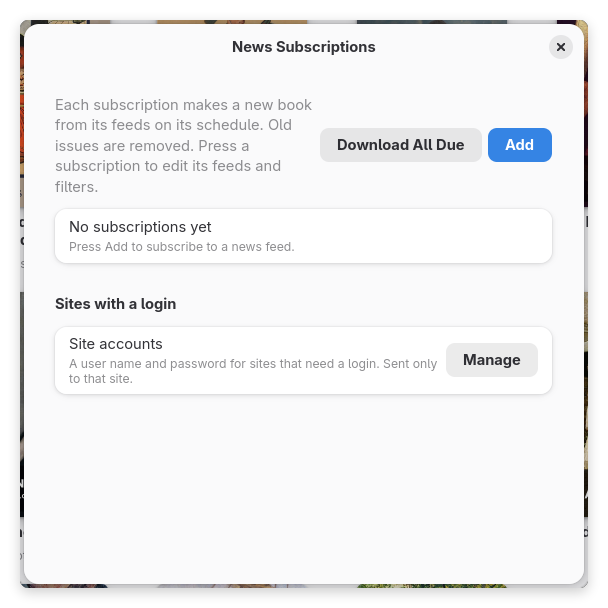 News Subscriptions
Each subscription makes a new book
from its feeds on its schedule. Old
issues are removed. Press a
subscription to edit its feeds and
filters.
Download All Due
Add
No subscriptions yet
Press Add to subscribe to a news feed.
Sites with a login
Site accounts
A user name and password for sites that need a login. Sent only
to that site.
Manage